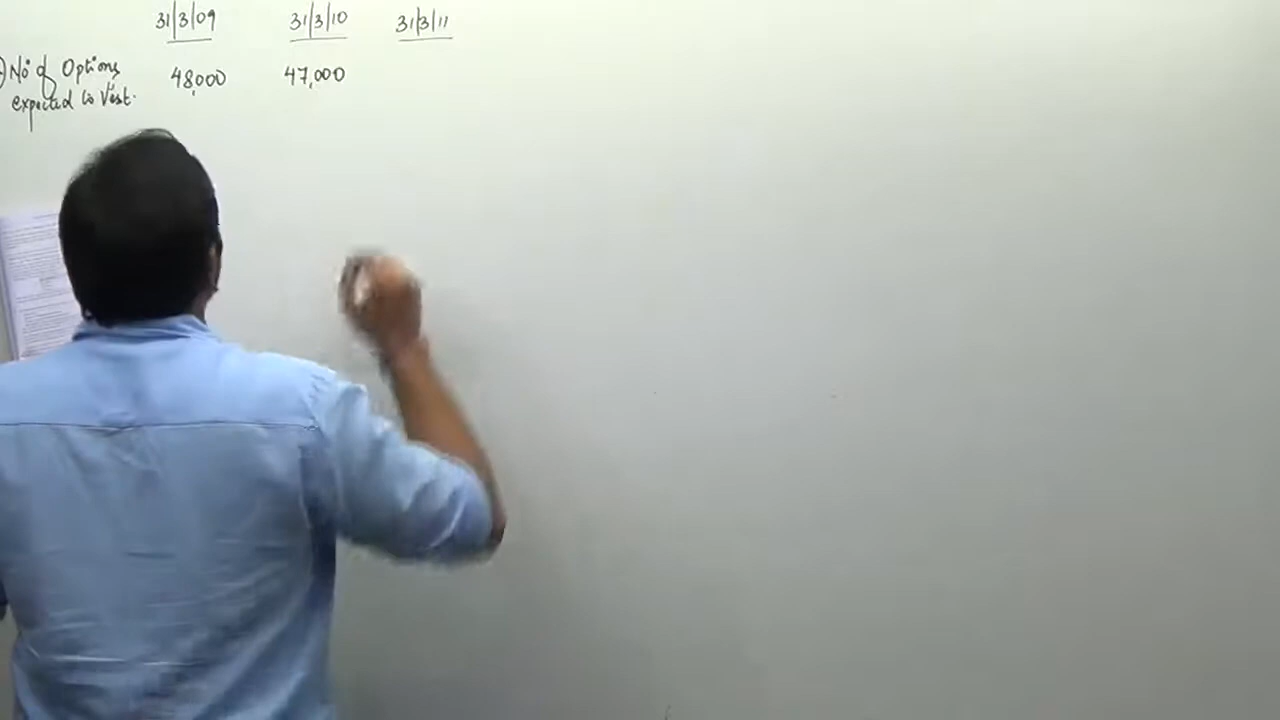 31/3/09 31/3/10 31/3/11
No of Options 48,000 47,000
expected to Vest.